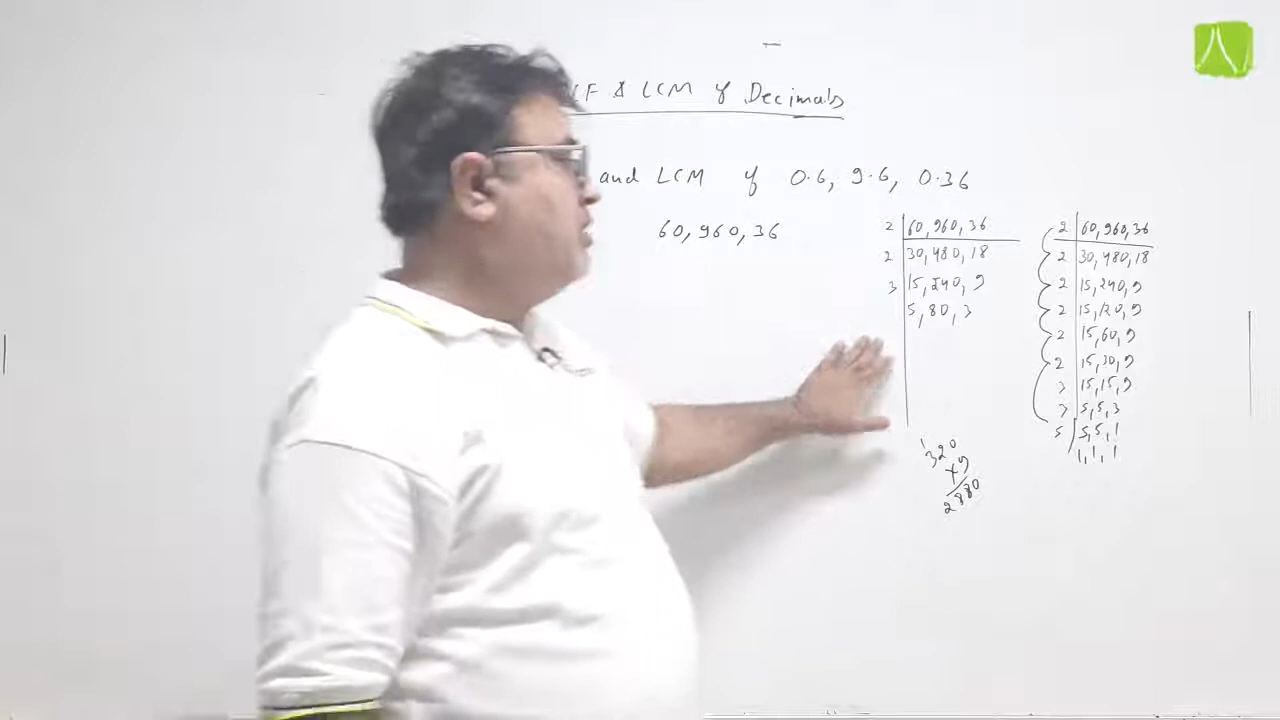 CF & LCM of Decimals
and LCM of 0.6, 9.6, 0.36
60, 960, 36
2 | 60, 960, 36
2 | 30, 480, 18
3 | 15, 240, 9
5, 80, 3
2 | 60, 960, 36
2 | 30, 480, 18
2 | 15, 240, 9
2 | 15, 120, 9
2 | 15, 60, 9
2 | 15, 30, 9
3 | 15, 15, 9
3 | 5, 5, 3
5 | 5, 5, 1
1, 1, 1
1
320
×9
2880